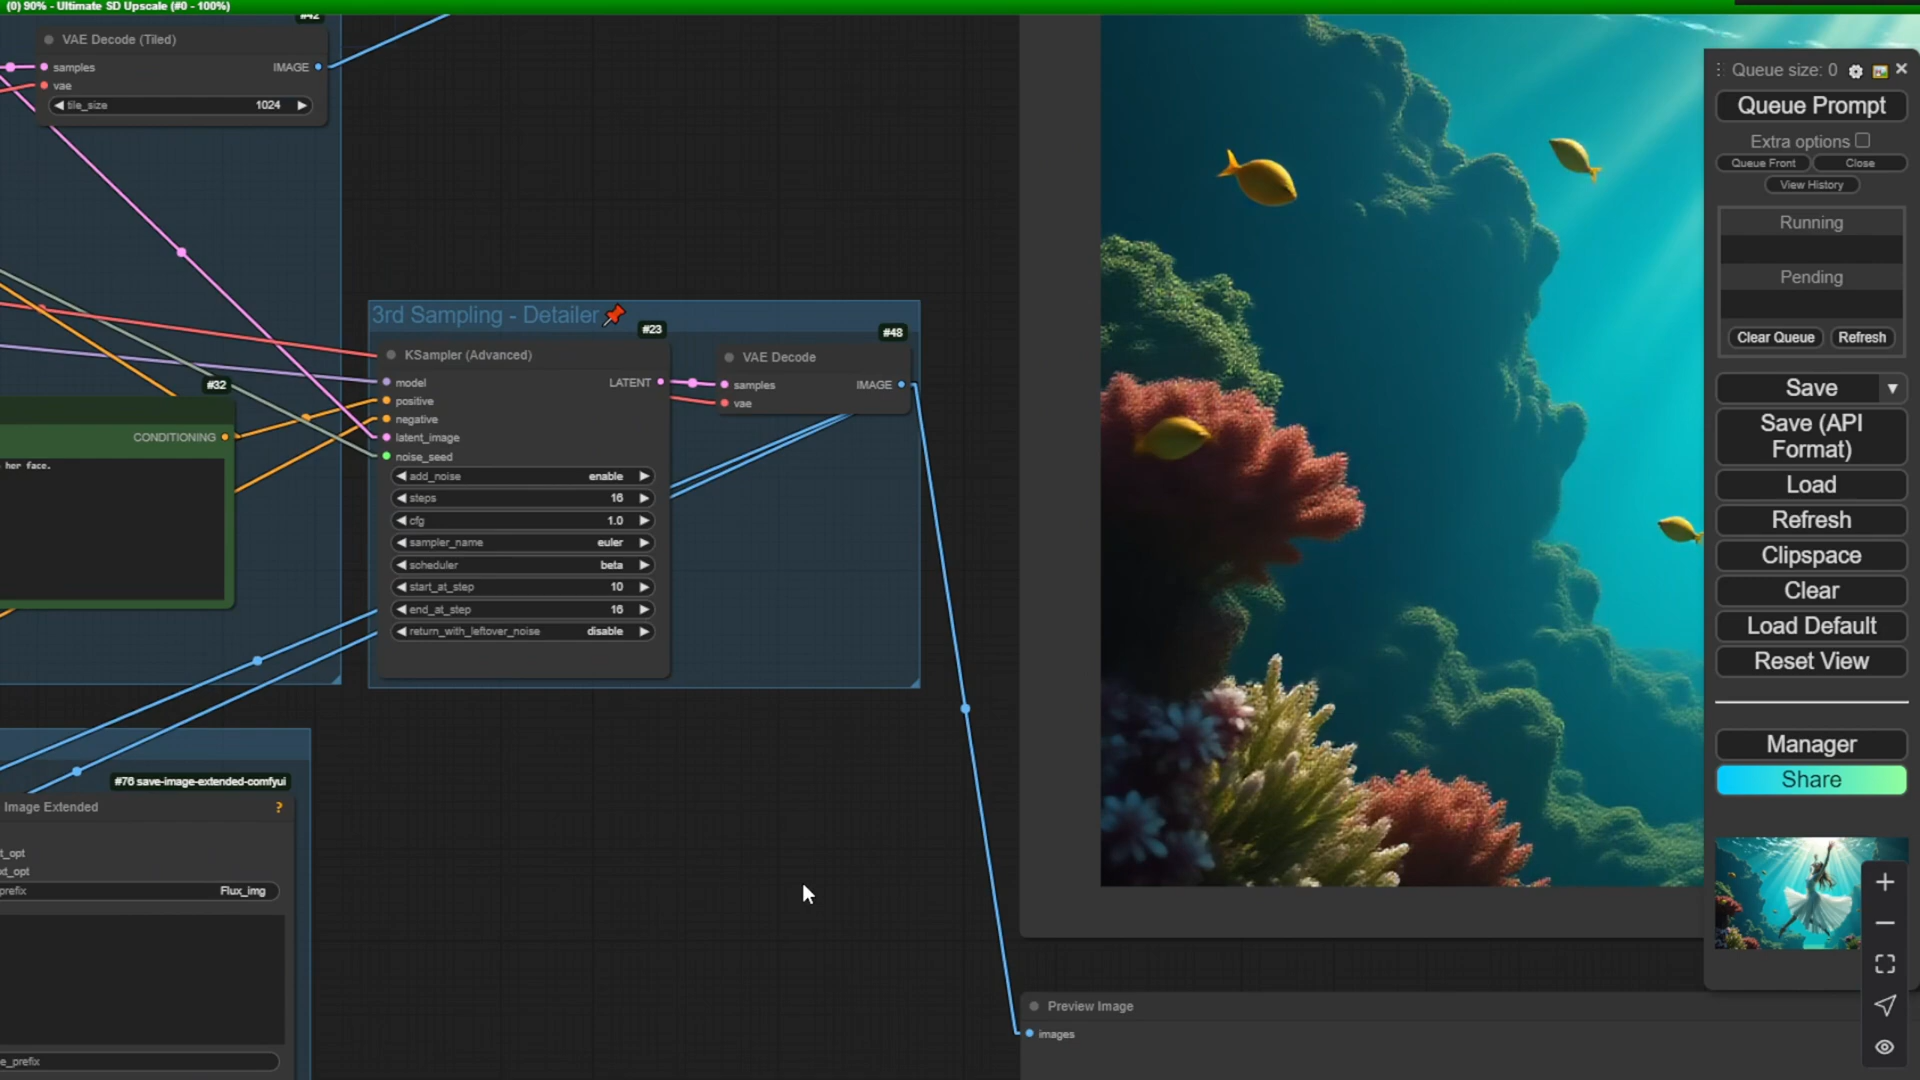 (0) 90% - Ultimate SD Upscale (#0 - 100%)
#42
VAE Decode (Tiled)
samples
IMAGE
vae
tile_size
1024
3rd Sampling - Detailer
#23
#48
KSampler (Advanced)
model
LATENT
positive
negative
latent_image
noise_seed
add_noise
enable
steps
16
cfg
1.0
sampler_name
euler
scheduler
beta
start_at_step
10
end_at_step
16
return_with_leftover_noise
disable
VAE Decode
samples
IMAGE
vae
#32
CONDITIONING
her face.
#76 save-image-extended-comfyui
Image Extended
?
t_opt
xt_opt
prefix
Flux_img
e_prefix
Preview Image
images
Queue size: 0
Queue Prompt
Extra options
Queue Front
Close
View History
Running
Pending
Clear Queue
Refresh
Save
Save (API
Format)
Load
Refresh
Clipspace
Clear
Load Default
Reset View
Manager
Share